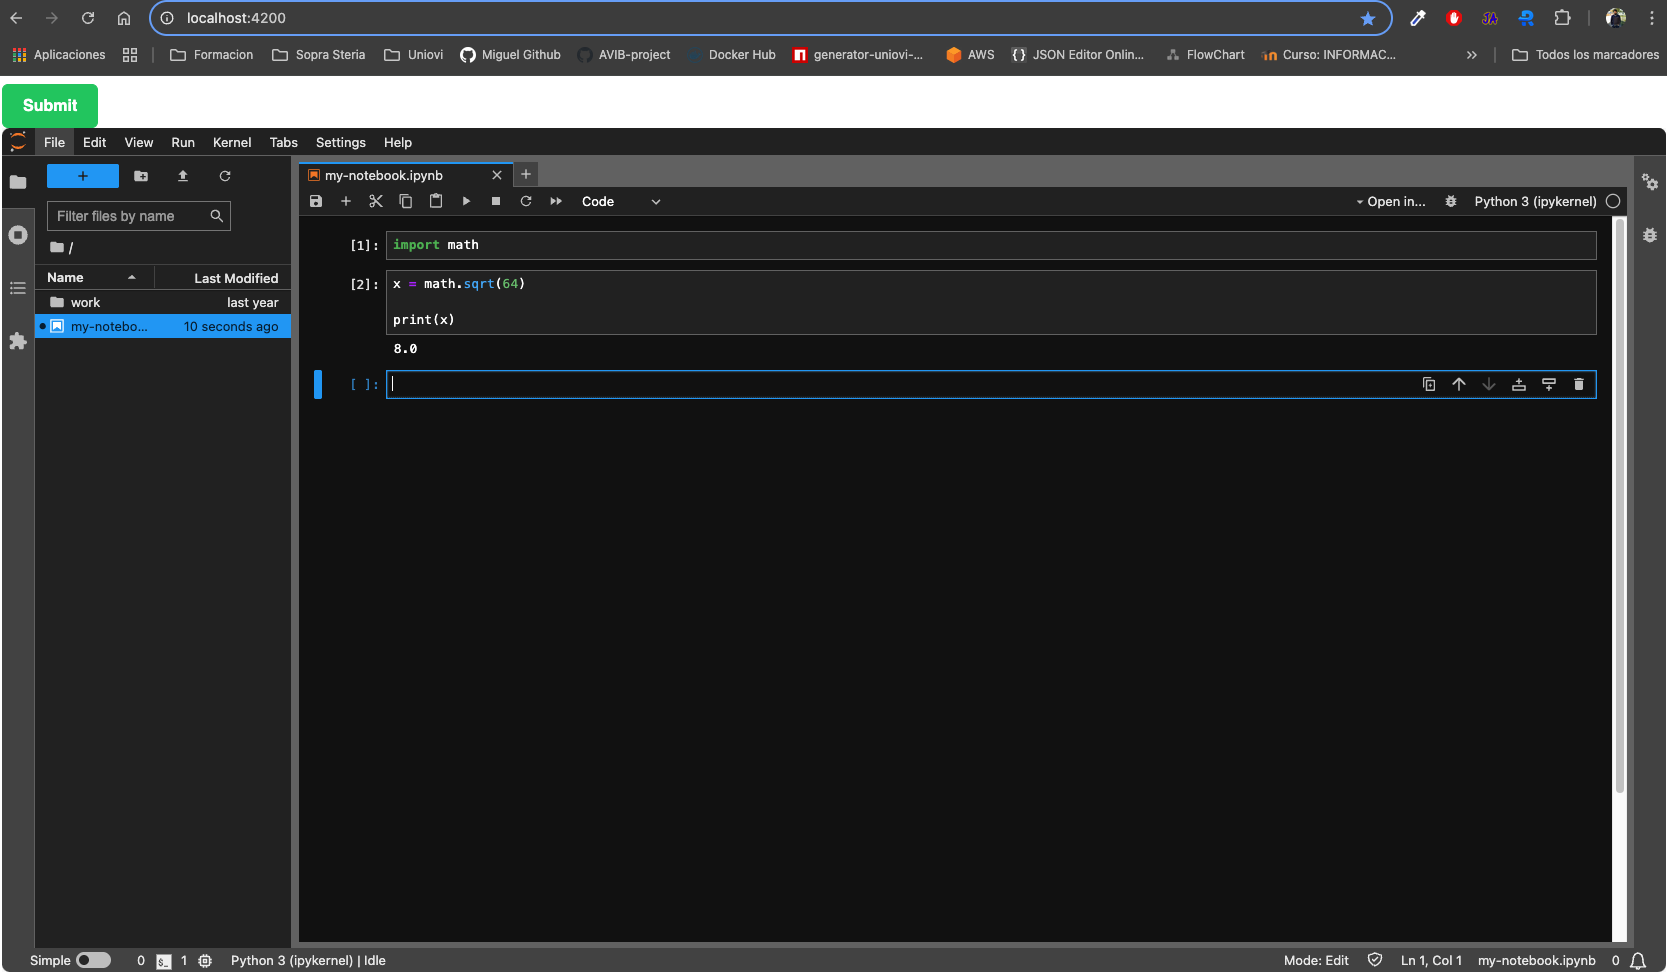 localhost:4200
Aplicaciones Formacion Sopra Steria Uniovi Miguel Github AVIB-project Docker Hub generator-uniovi-... AWS JSON Editor Onlin... FlowChart Curso: INFORMAC... » Todos los marcadores
Submit
File Edit View Run Kernel Tabs Settings Help
my-notebook.ipynb
Code Open in... Python 3 (ipykernel)
Filter files by name
/
Name Last Modified
work last year
my-notebo... 10 seconds ago
[1]: import math
[2]: x = math.sqrt(64)
print(x)
8.0
[ ]:
Simple 0 $_ 1 Python 3 (ipykernel) | Idle Mode: Edit Ln 1, Col 1 my-notebook.ipynb 0